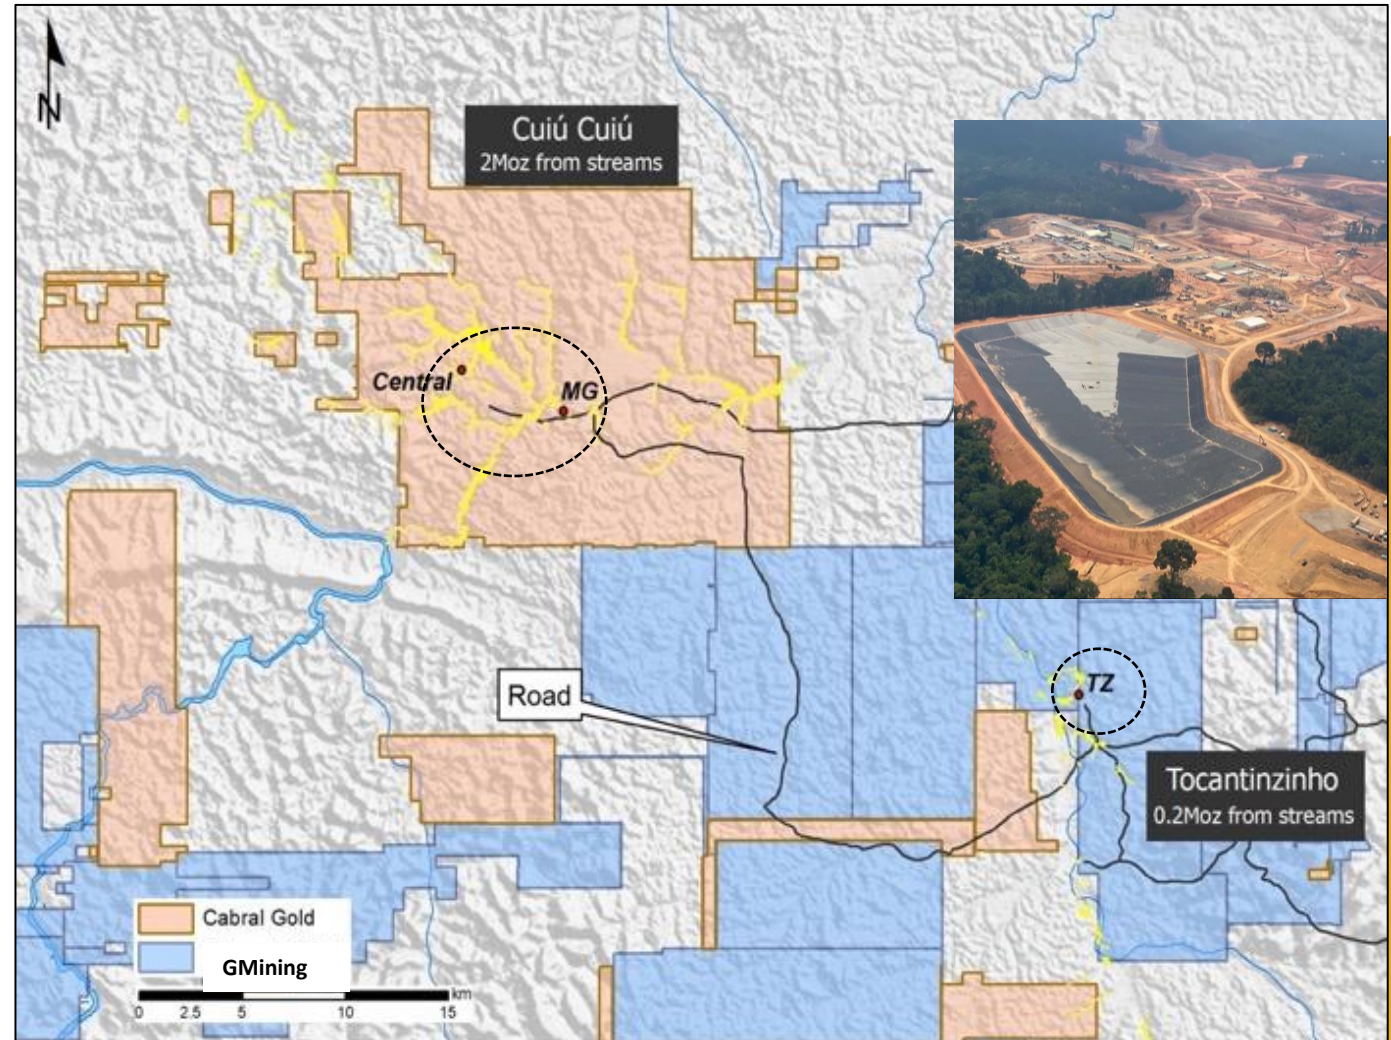 N
Cuiú Cuiú
2Moz from streams
Central
MG
Road
TZ
Tocantinzinho
0.2Moz from streams
Cabral Gold
GMining
km
0 2.5 5 10 15